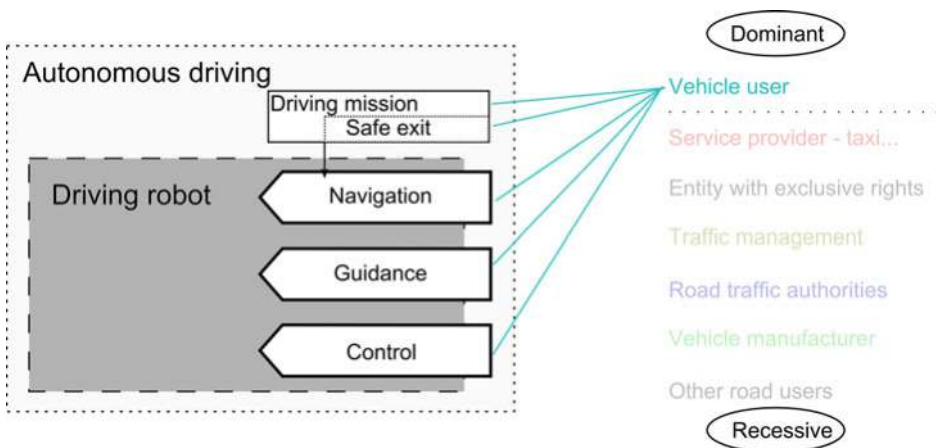 Dominant
Autonomous driving
Vehicle user
Driving mission
Safe exit
Service provider - taxi...
Driving robot
Navigation
Entity with exclusive rights
Traffic management
Guidance
Road traffic authorities
Control
Vehicle manufacturer
Other road users
Recessive